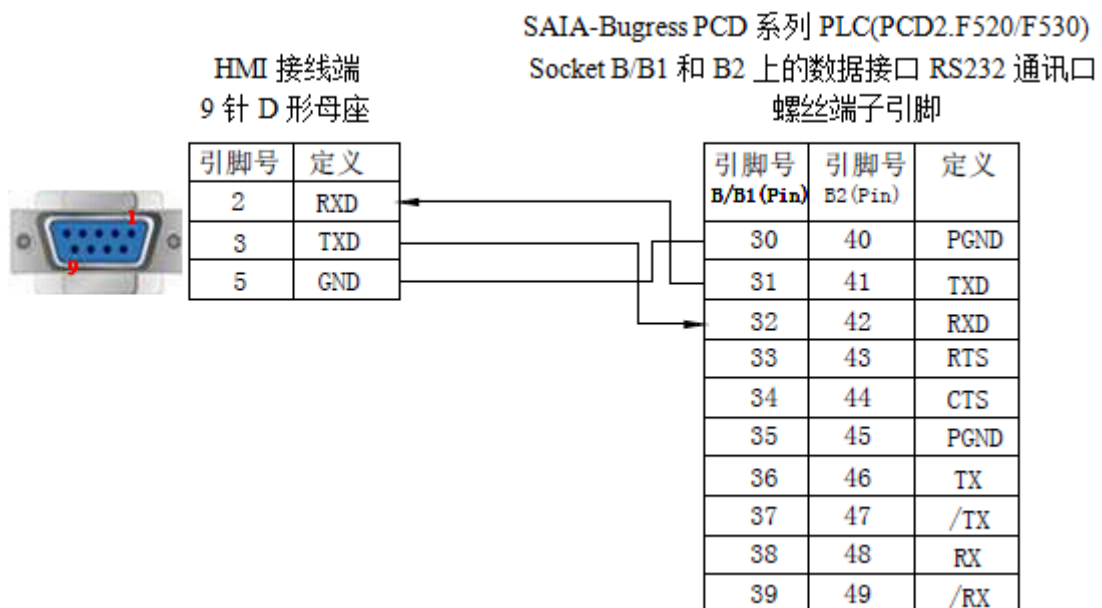 SAIA-Bugress PCD 系列 PLC(PCD2.F520/F530)
Socket B/B1 和 B2 上的数据接口 RS232 通讯口
螺丝端子引脚
HMI 接线端
9 针 D 形母座
引脚号 定义
2 RXD
3 TXD
5 GND
1
9
引脚号 引脚号 定义
B/B1(Pin) B2(Pin)
30 40 PGND
31 41 TXD
32 42 RXD
33 43 RTS
34 44 CTS
35 45 PGND
36 46 TX
37 47 /TX
38 48 RX
39 49 /RX